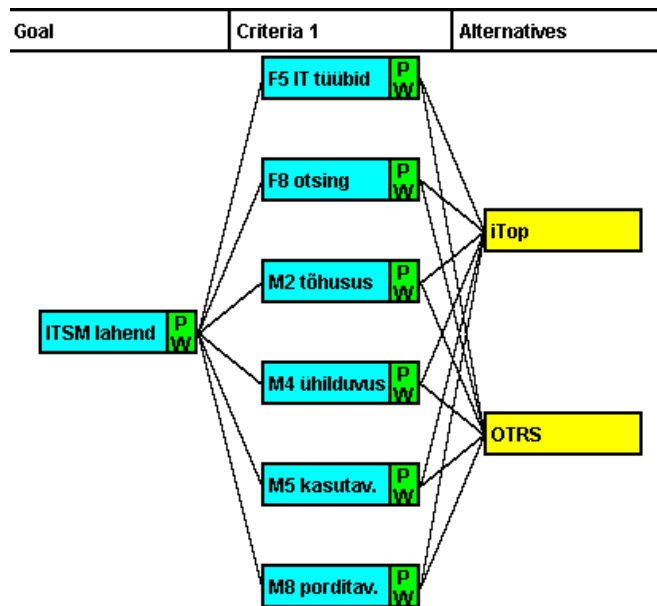 Goal
Criteria 1
Alternatives
F5 IT tüübid
P
W
F8 otsing
P
W
iTop
M2 tõhusus
P
W
ITSM lahend
P
W
M4 ühilduvus
P
W
OTRS
M5 kasutav.
P
W
M8 porditav.
P
W